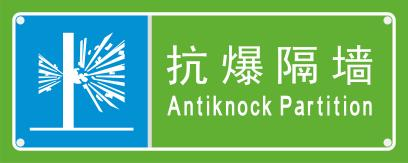 抗爆隔墙
Antiknock Partition